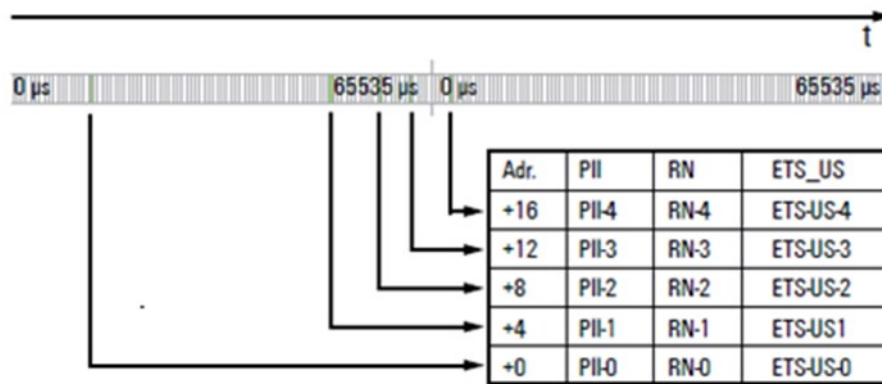 t
0 µs 65535 µs 0 µs 65535 µs
Adr. PII RN ETS_US
+16 PII-4 RN-4 ETS-US-4
+12 PII-3 RN-3 ETS-US-3
+8 PII-2 RN-2 ETS-US-2
+4 PII-1 RN-1 ETS-US1
+0 PII-0 RN-0 ETS-US-0